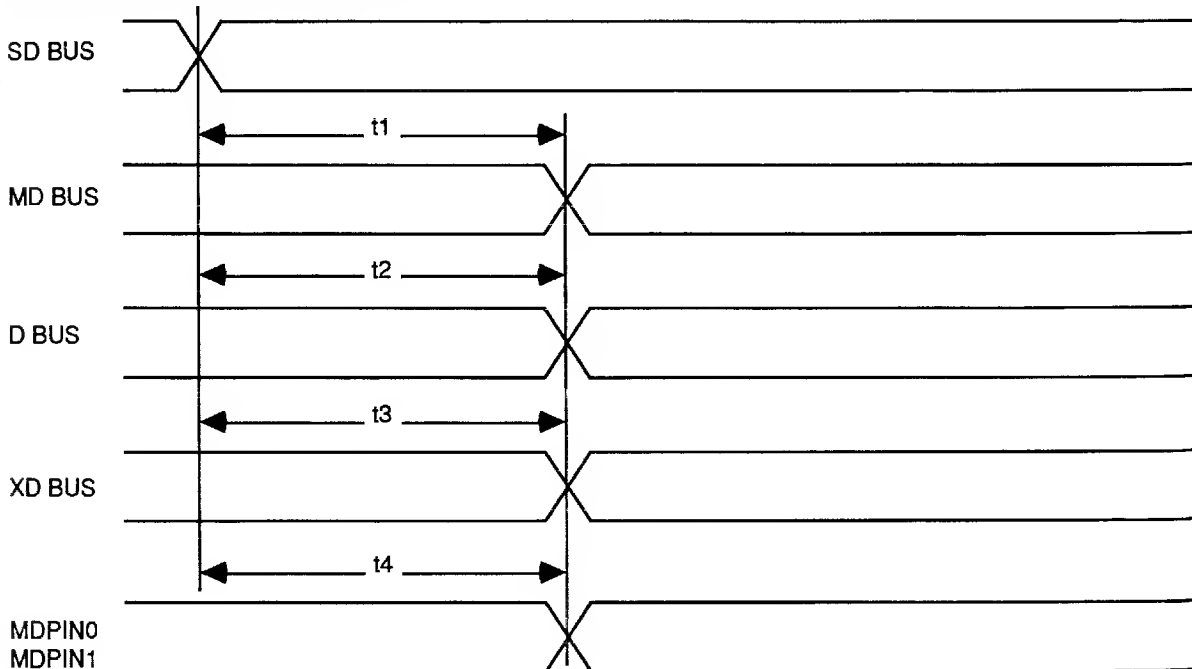 SD BUS
t1
MD BUS
t2
D BUS
t3
XD BUS
t4
MDPIN0
MDPIN1